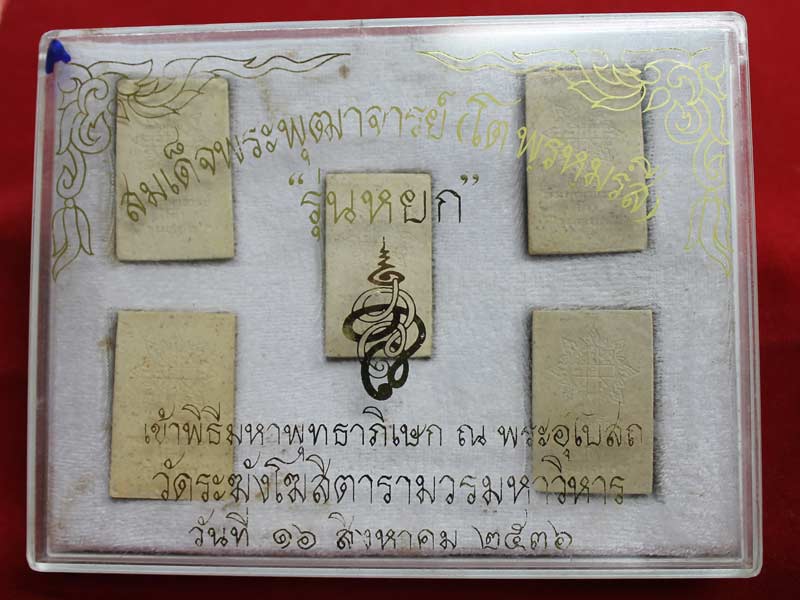 สมเด็จพระพุฒาจารย์ (โต พรหมรังสี)
“รุ่นหยก”
เข้าพิธีมหาพุทธาภิเษก ณ พระอุโบสถ
วัดระฆังโฆสิตารามวรมหาวิหาร
วันที่ ๑๖ สิงหาคม ๒๕๓๖